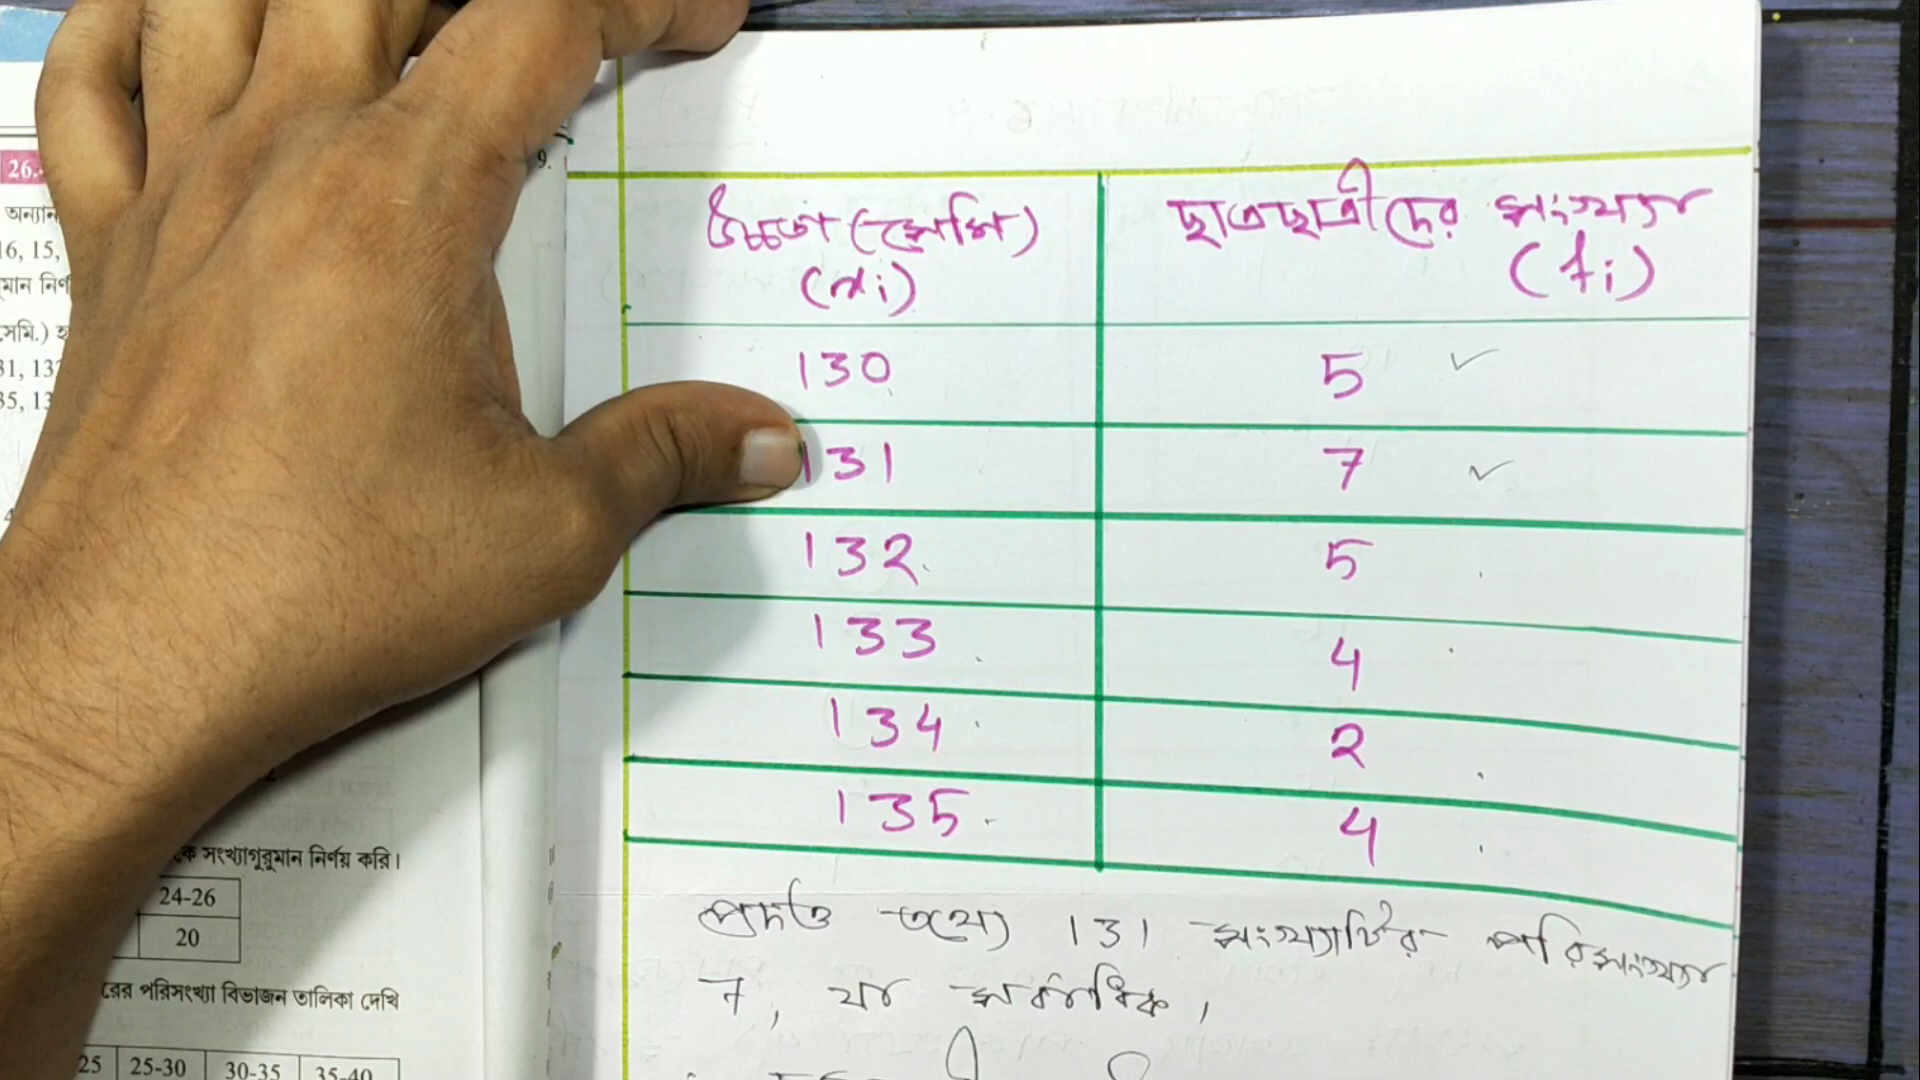 26.
অন্যান
16, 15,
মান নির্ণ
সেমি.) হ
31, 13
35, 13
কে সংখ্যাগুরুমান নির্ণয় করি।
24-26
20
রের পরিসংখ্যা বিভাজন তালিকা দেখি
25 25-30 30-35 35-40
9.
উচ্চতা (সেমি) ছাত্রছাত্রীদের সংখ্যা
(xi) (fi)
130 5 ✓
131 7 ✓
132 5
133 4
134 2
135 4
প্রদত্ত তথ্যে 131 সংখ্যাটির পরিসংখ্যা
7, যা সর্বাধিক,